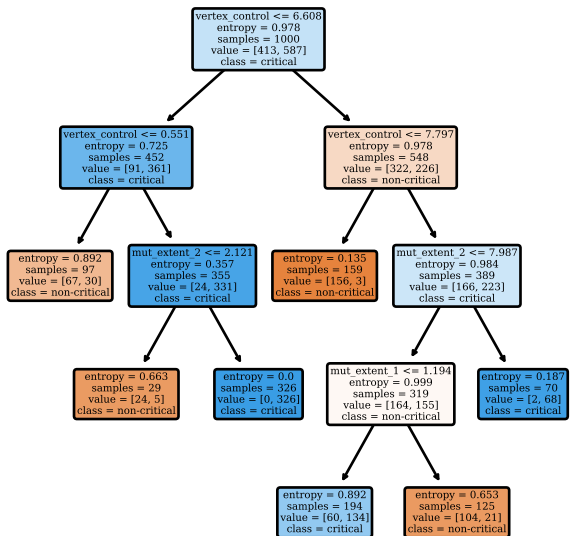 vertex_control <= 6.608
entropy = 0.978
samples = 1000
value = [413, 587]
class = critical
vertex_control <= 0.551
entropy = 0.725
samples = 452
value = [91, 361]
class = critical
vertex_control <= 7.797
entropy = 0.978
samples = 548
value = [322, 226]
class = non-critical
entropy = 0.892
samples = 97
value = [67, 30]
class = non-critical
mut_extent_2 <= 2.121
entropy = 0.357
samples = 355
value = [24, 331]
class = critical
entropy = 0.135
samples = 159
value = [156, 3]
class = non-critical
mut_extent_2 <= 7.987
entropy = 0.984
samples = 389
value = [166, 223]
class = critical
entropy = 0.663
samples = 29
value = [24, 5]
class = non-critical
entropy = 0.0
samples = 326
value = [0, 326]
class = critical
mut_extent_1 <= 1.194
entropy = 0.999
samples = 319
value = [164, 155]
class = non-critical
entropy = 0.187
samples = 70
value = [2, 68]
class = critical
entropy = 0.892
samples = 194
value = [60, 134]
class = critical
entropy = 0.653
samples = 125
value = [104, 21]
class = non-critical